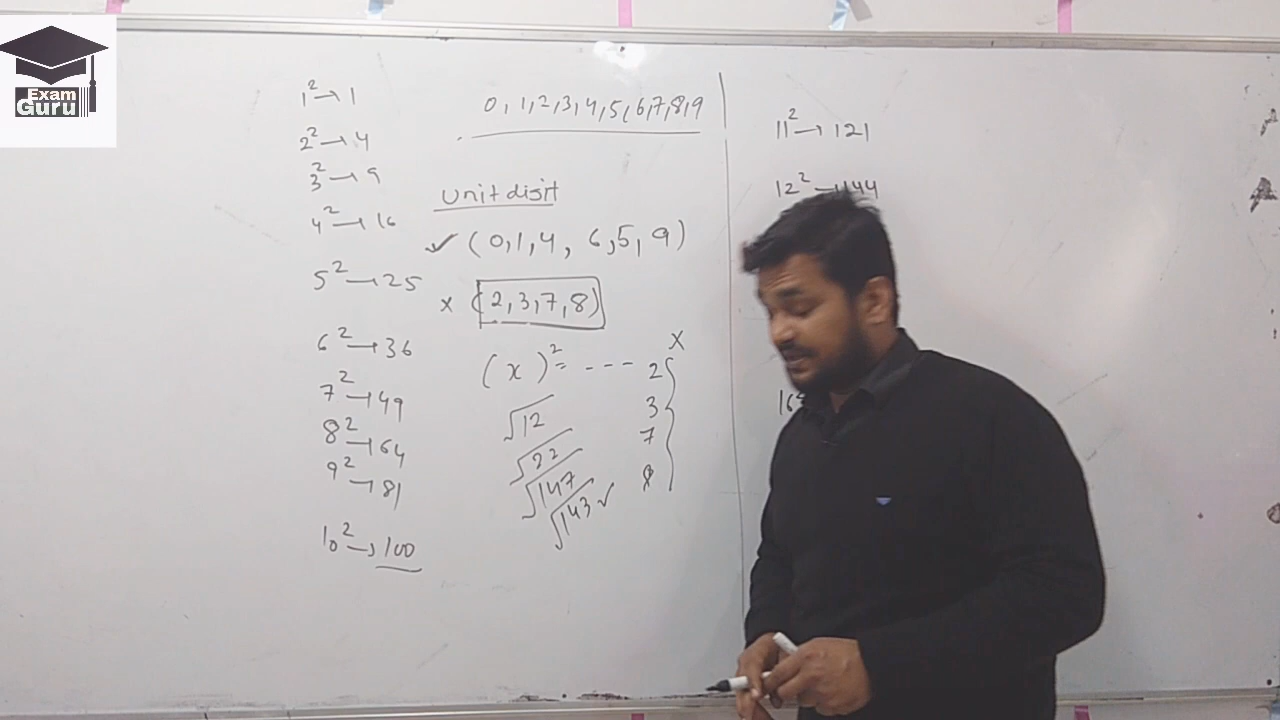 Exam
Guru
1² → 1
2² → 4
3² → 9
4² → 16
5² → 25
6² → 36
7² → 49
8² → 64
9² → 81
10² → 100
0, 1, 2, 3, 4, 5, 6, 7, 8, 9
Unit digit
✓ (0, 1, 4, 6, 5, 9)
× (2, 3, 7, 8)
(x)² = - - - - 2
3
7
8
×
√12
√22
√147
√143 ✓
11² → 121
12² → 144
16